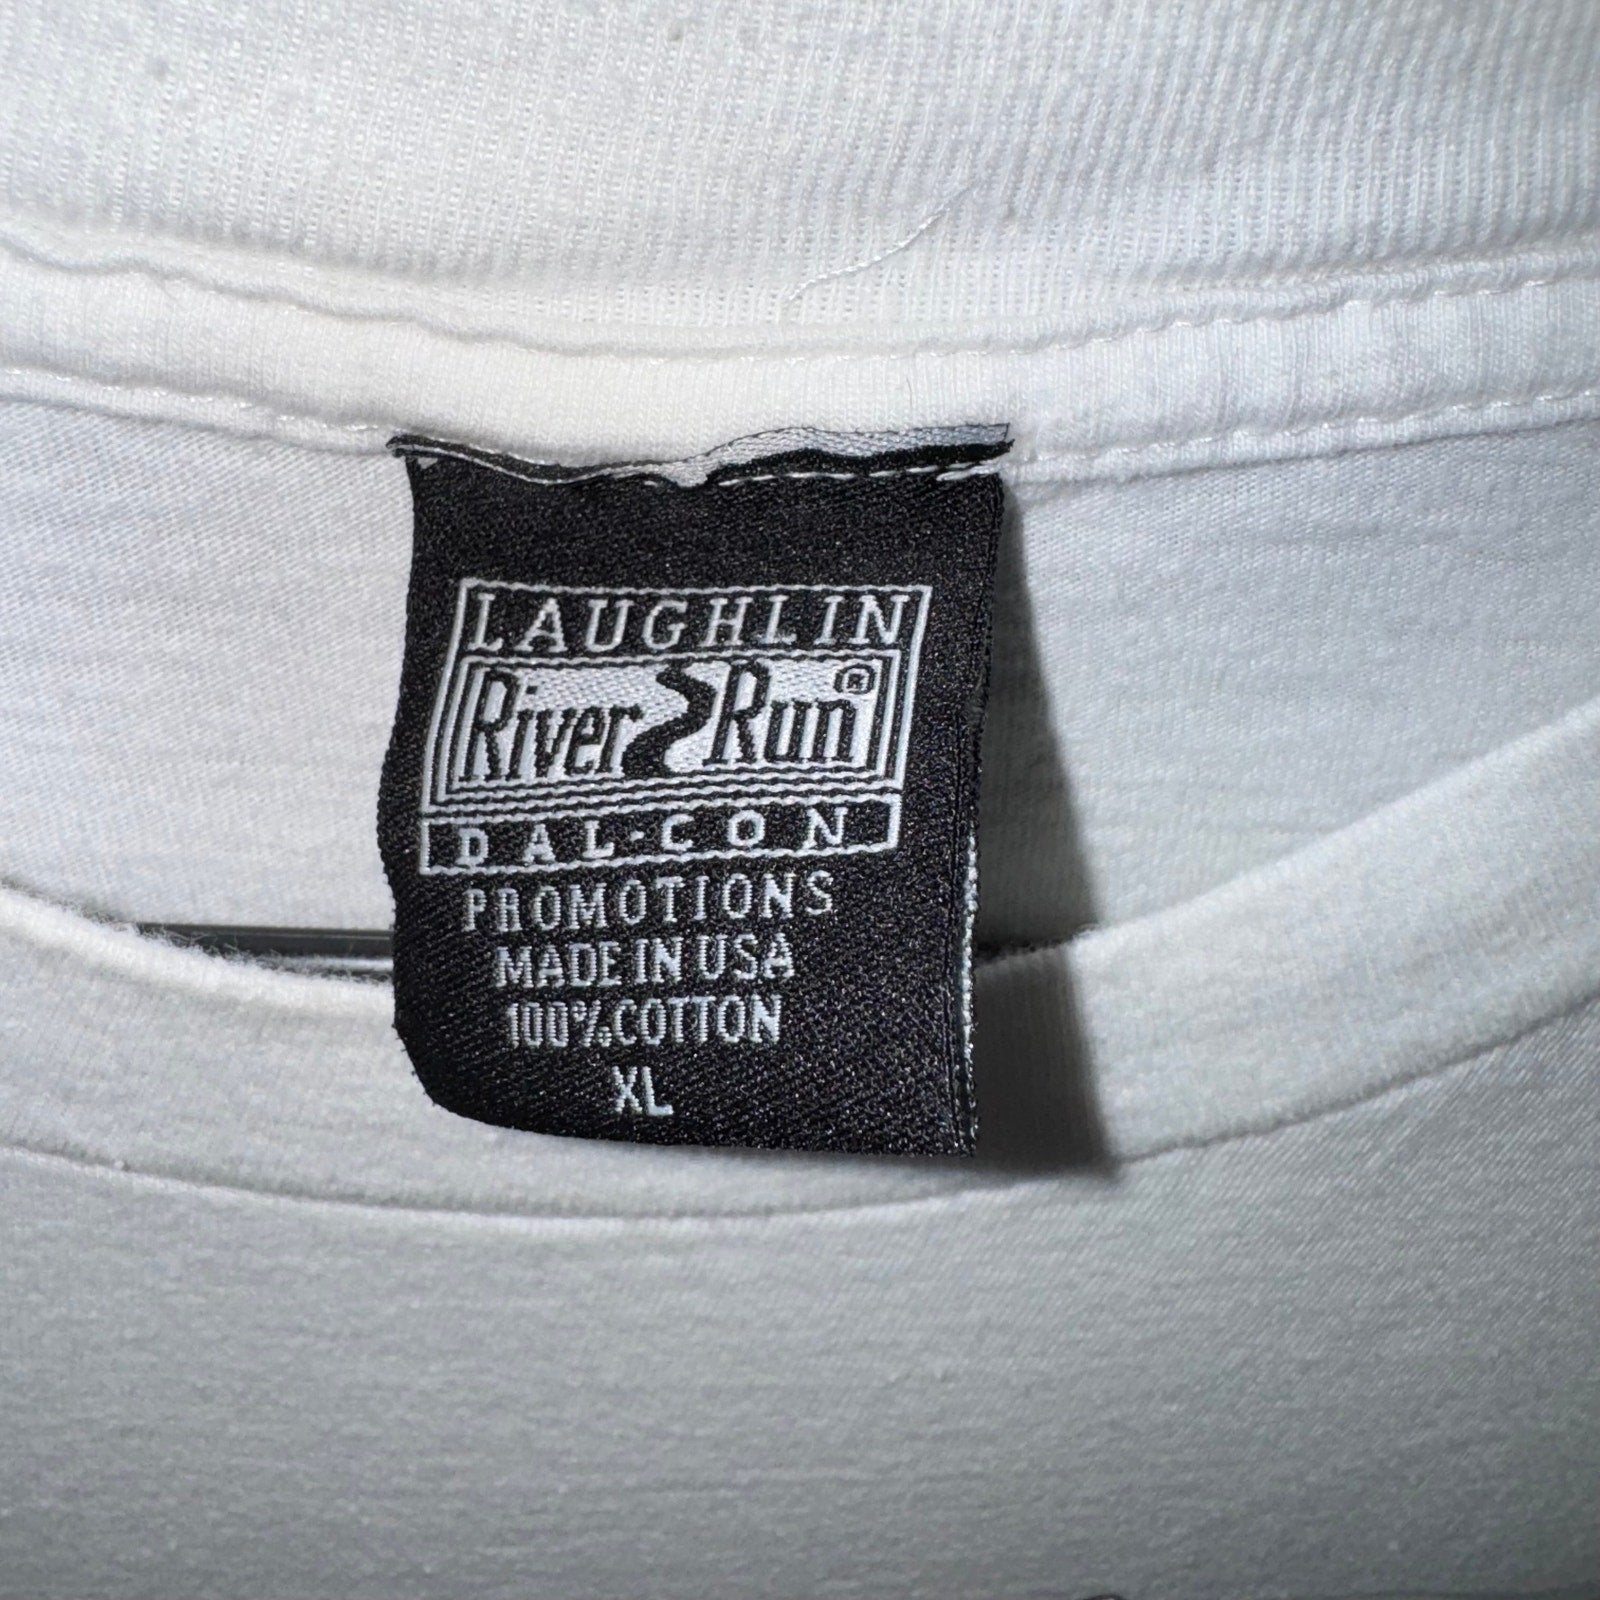 LAUGHLIN
River Run®
DAL-CON
PROMOTIONS
MADE IN USA
100% COTTON
XL